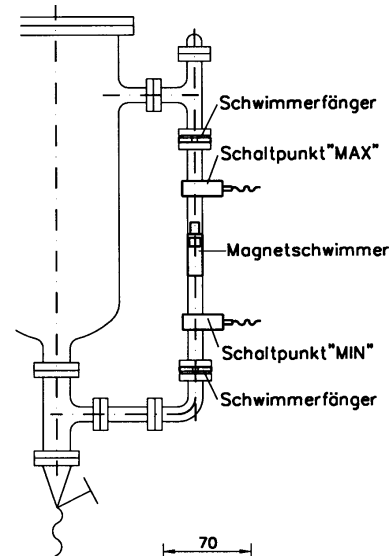 Schwimmerfänger
Schaltpunkt"MAX"
Magnetschwimmer
Schaltpunkt"MIN"
Schwimmerfänger
70